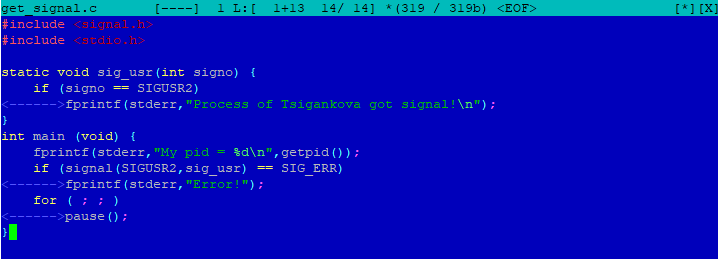 get_signal.c [----] 1 L:[ 1+13 14/ 14] *(319 / 319b) <EOF> [*][X]
#include <signal.h>
#include <stdio.h>
static void sig_usr(int signo) {
    if (signo == SIGUSR2)
<------>fprintf(stderr,"Process of Tsigankova got signal!\n");
}
int main (void) {
    fprintf(stderr,"My pid = %d\n",getpid());
    if (signal(SIGUSR2,sig_usr) == SIG_ERR)
<------>fprintf(stderr,"Error!");
    for ( ; ; )
<------>pause();
}